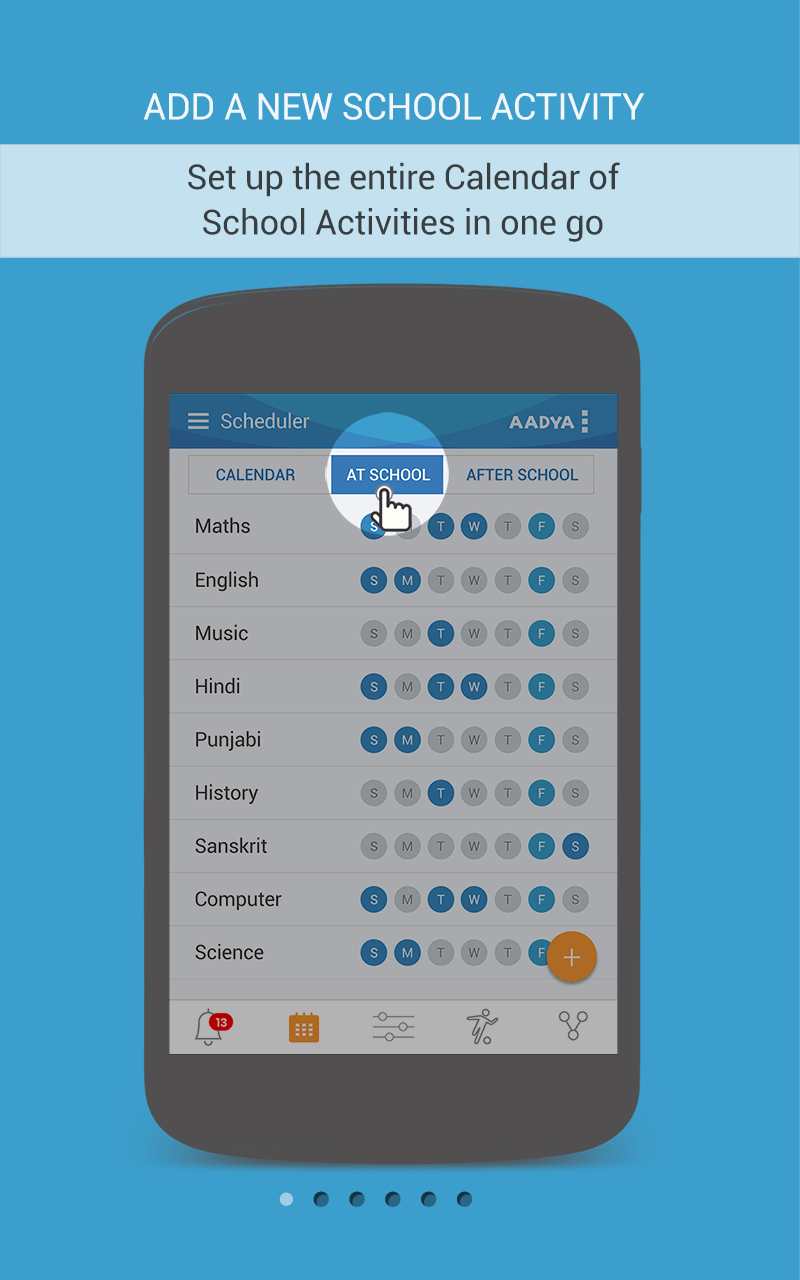 ADD A NEW SCHOOL ACTIVITY
Set up the entire Calendar of
School Activities in one go
Scheduler AADYA
CALENDAR AT SCHOOL AFTER SCHOOL
Maths S T W T F S
English S M T W T F S
Music S M T W T F S
Hindi S M T W T F S
Punjabi S M T W T F S
History S M T W T F S
Sanskrit S M T W T F S
Computer S M T W T F S
Science S M T W T F +
13